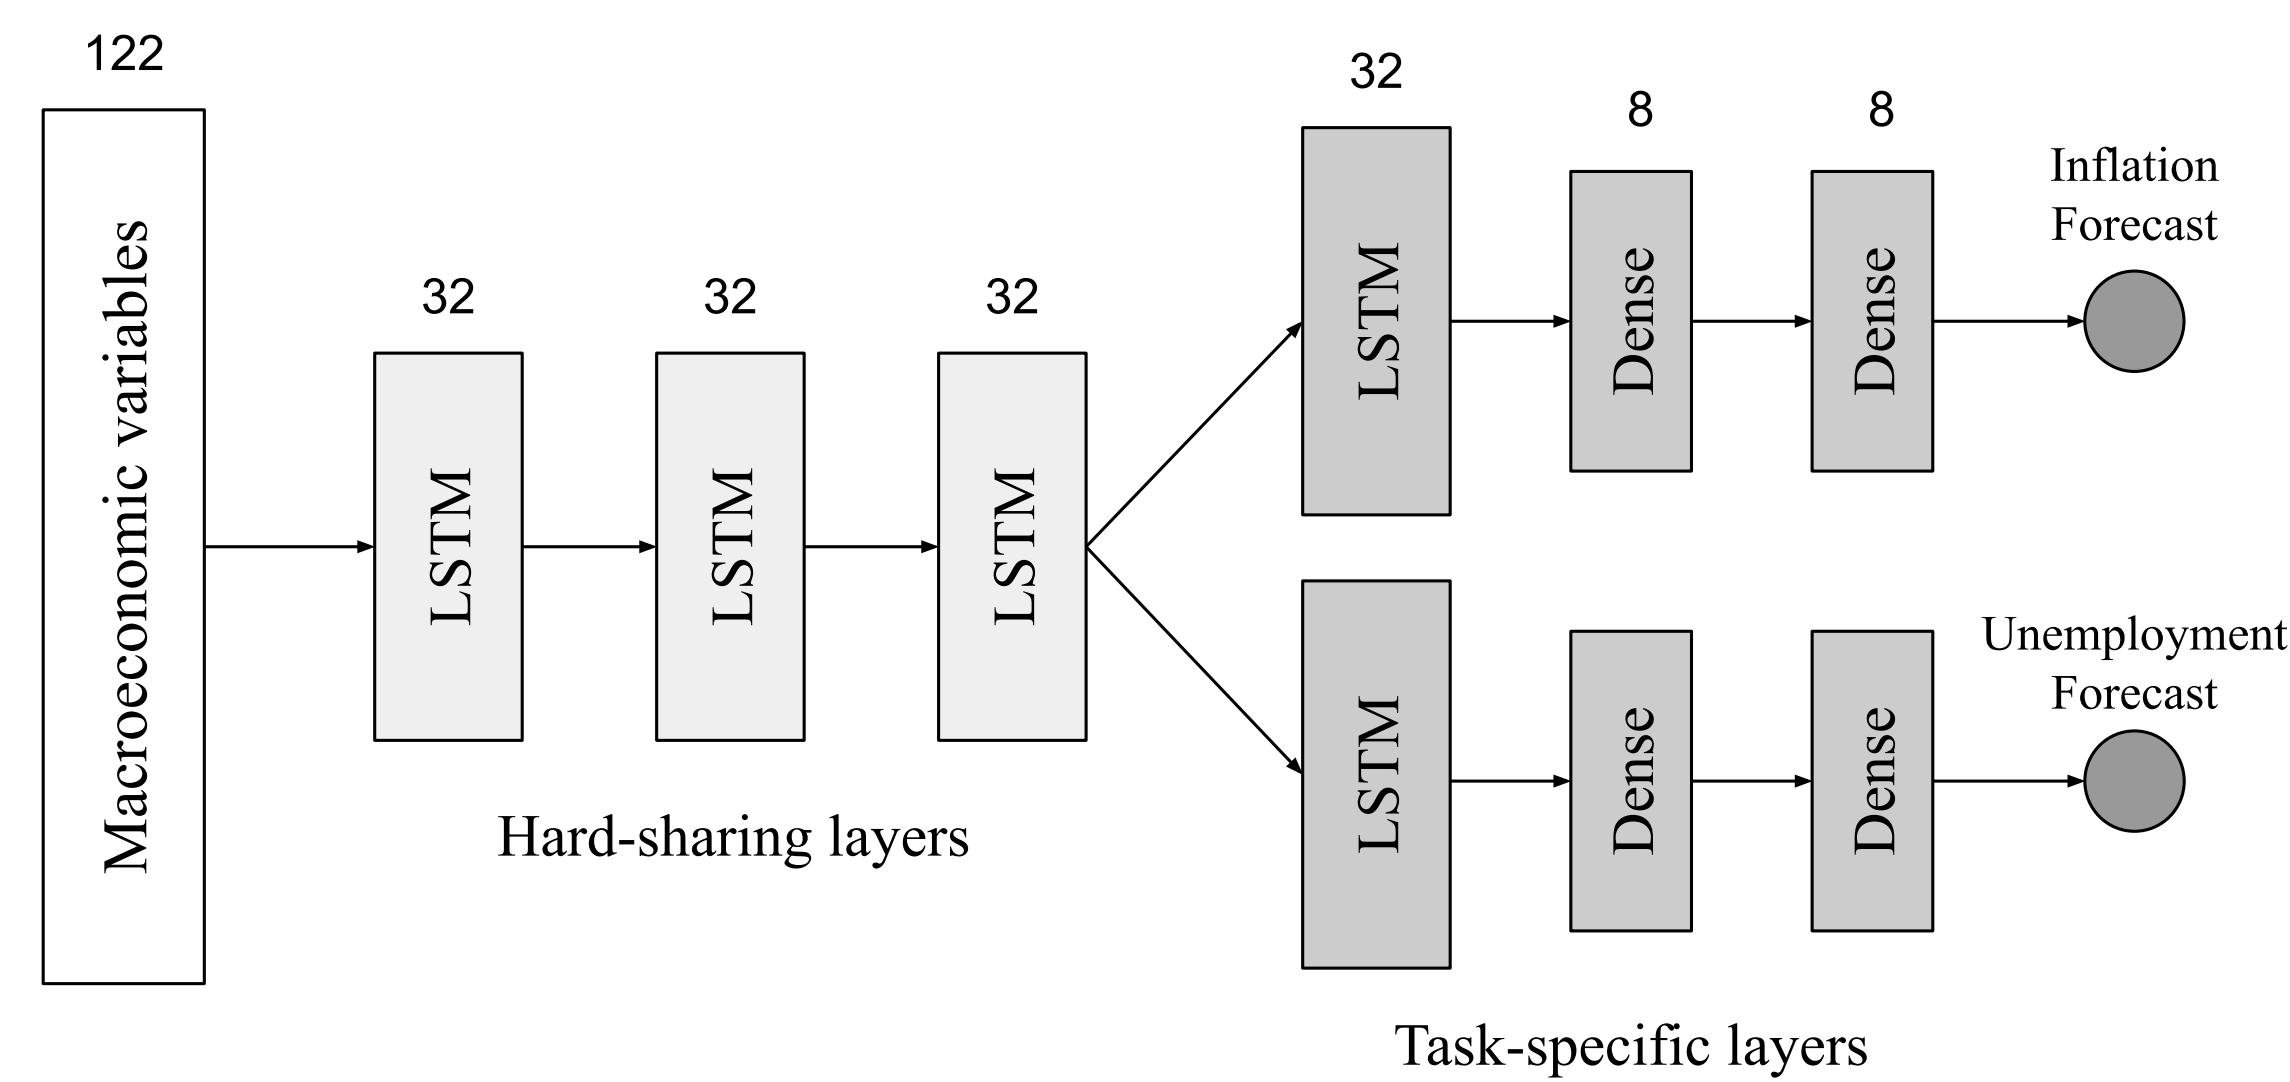 122
Macroeconomic variables
32
LSTM
32
LSTM
32
LSTM
Hard-sharing layers
32
LSTM
8
Dense
8
Dense
Inflation
Forecast
LSTM
Dense
Dense
Unemployment
Forecast
Task-specific layers